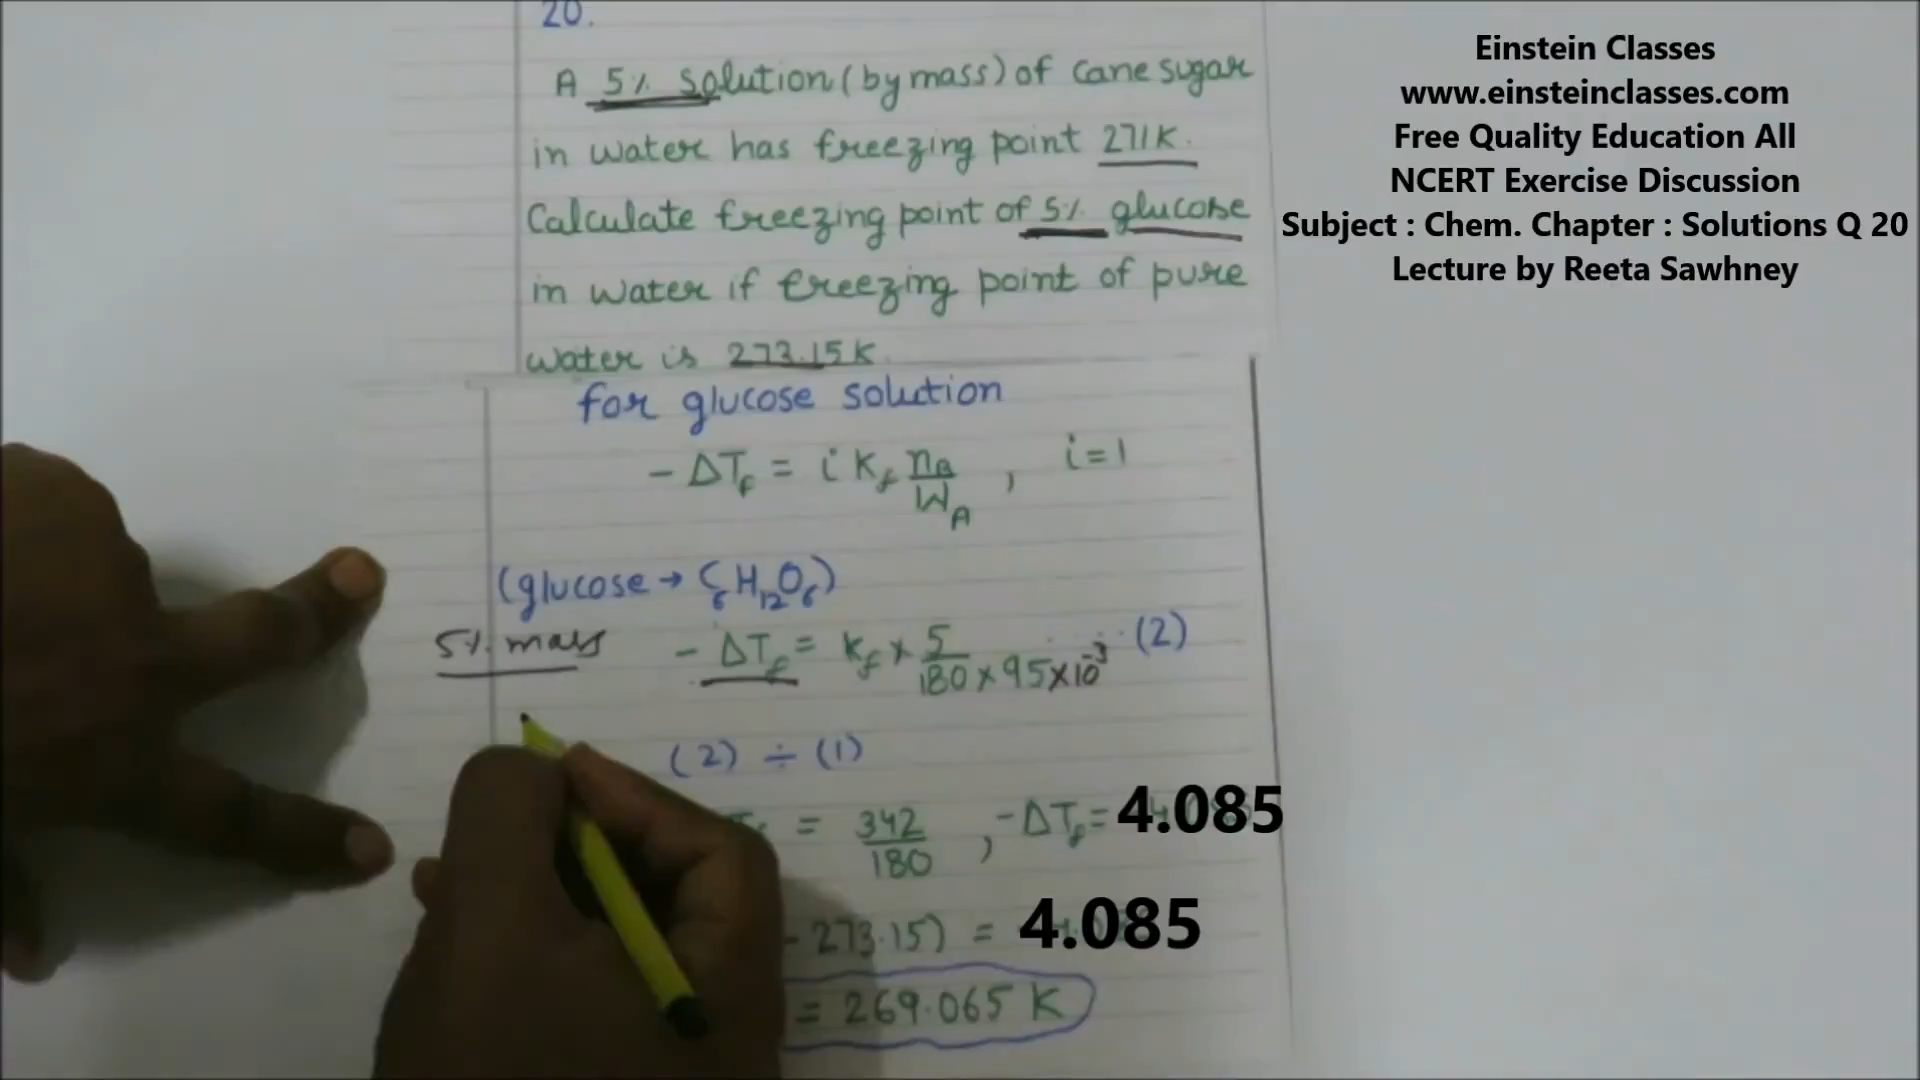 20.
A 5% Solution (by mass) of cane sugar
in water has freezing point 271K.
Calculate freezing point of 5% glucose
in water if freezing point of pure
water is 273.15K.
for glucose solution
- ΔTf = i Kf nB/WA , i=1
(glucose → C6H12O6)
5% mass - ΔTf = Kf × 5/180×95×10⁻³ (2)
(2) ÷ (1)
= 342/180 , -ΔTf = 4.085
- 273.15) = 4.085
= 269.065 K
Einstein Classes
www.einsteinclasses.com
Free Quality Education All
NCERT Exercise Discussion
Subject : Chem. Chapter : Solutions Q 20
Lecture by Reeta Sawhney